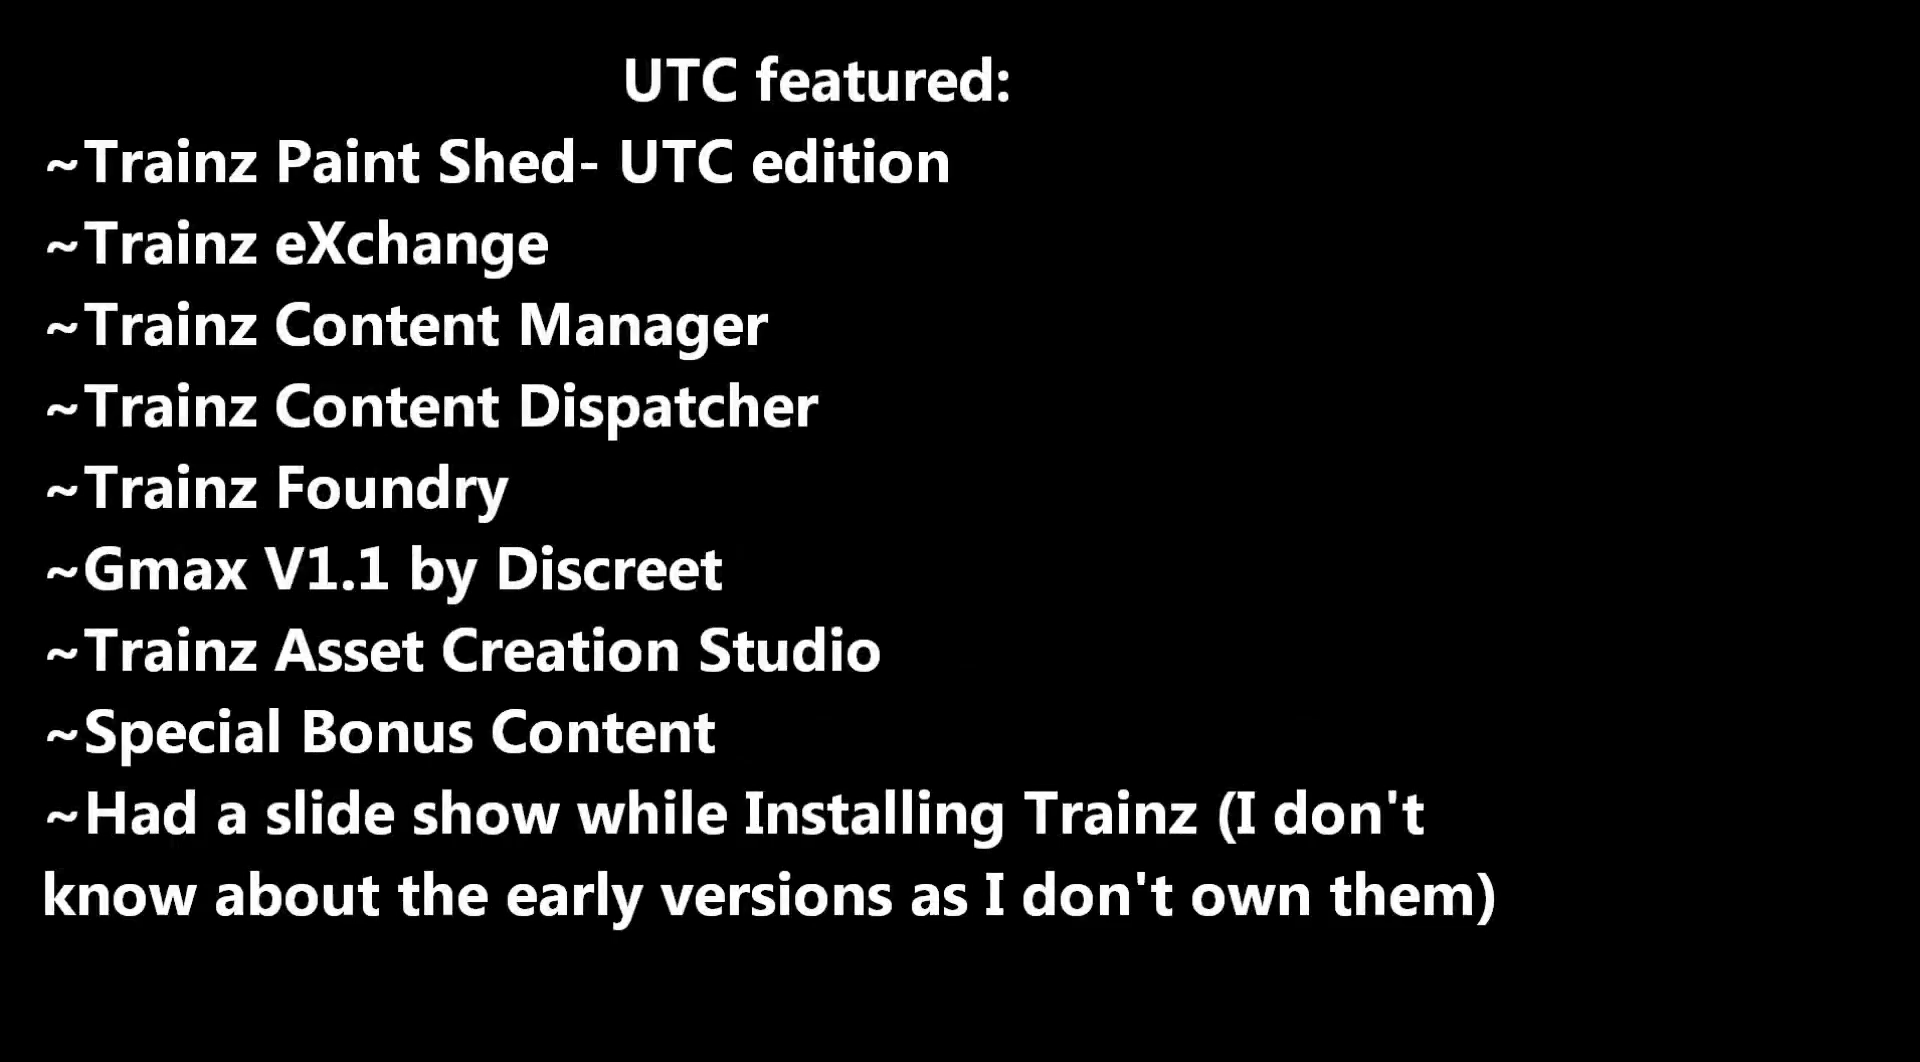 UTC featured:
~Trainz Paint Shed- UTC edition
~Trainz eXchange
~Trainz Content Manager
~Trainz Content Dispatcher
~Trainz Foundry
~Gmax V1.1 by Discreet
~Trainz Asset Creation Studio
~Special Bonus Content
~Had a slide show while Installing Trainz (I don't
know about the early versions as I don't own them)